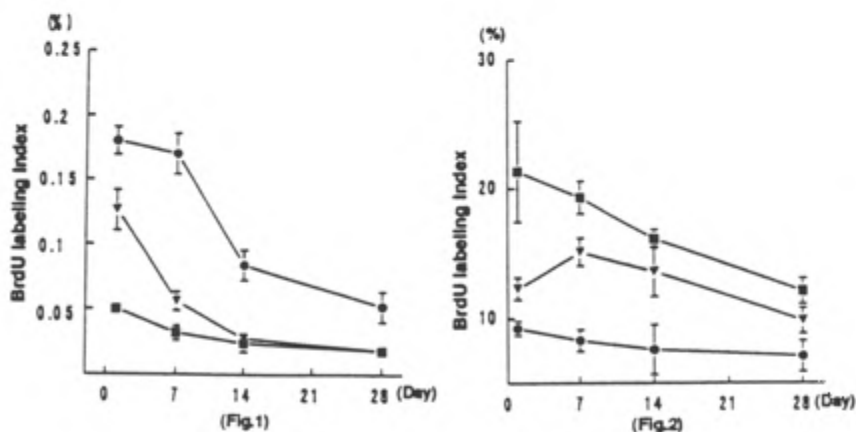 (%)
0.25
0.2
0.15
0.1
0.05
BrdU labeling Index
0 7 14 21 28 (Day)
(Fig.1)
(%)
30
20
10
BrdU labeling Index
0 7 14 21 28 (Day)
(Fig.2)